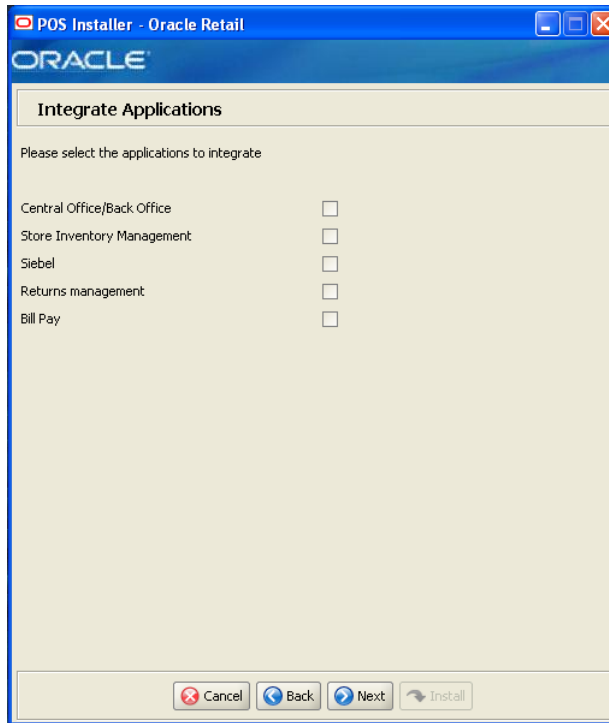 POS Installer - Oracle Retail
ORACLE
Integrate Applications
Please select the applications to integrate
Central Office/Back Office
Store Inventory Management
Siebel
Returns management
Bill Pay
Cancel Back Next Install